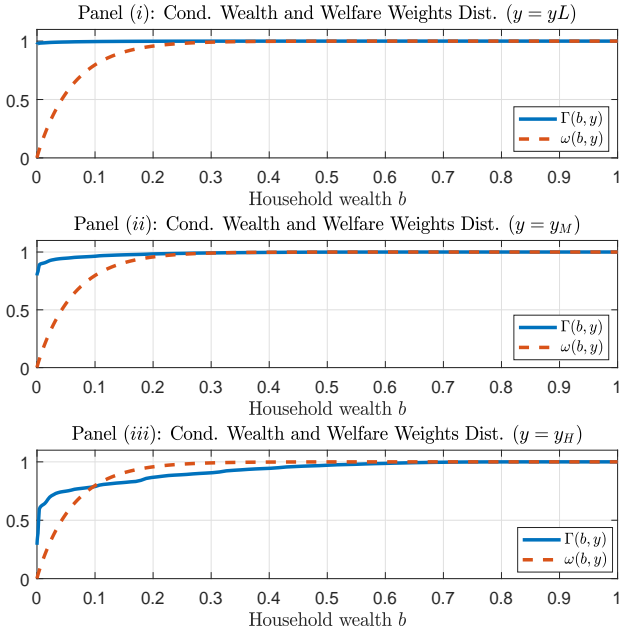 Panel (i): Cond. Wealth and Welfare Weights Dist. (y = yL)
1
0.5
0
Γ(b, y)
ω(b, y)
0 0.1 0.2 0.3 0.4 0.5 0.6 0.7 0.8 0.9 1
Household wealth b
Panel (ii): Cond. Wealth and Welfare Weights Dist. (y = y_M)
1
0.5
0
Γ(b, y)
ω(b, y)
0 0.1 0.2 0.3 0.4 0.5 0.6 0.7 0.8 0.9 1
Household wealth b
Panel (iii): Cond. Wealth and Welfare Weights Dist. (y = y_H)
1
0.5
0
Γ(b, y)
ω(b, y)
0 0.1 0.2 0.3 0.4 0.5 0.6 0.7 0.8 0.9 1
Household wealth b